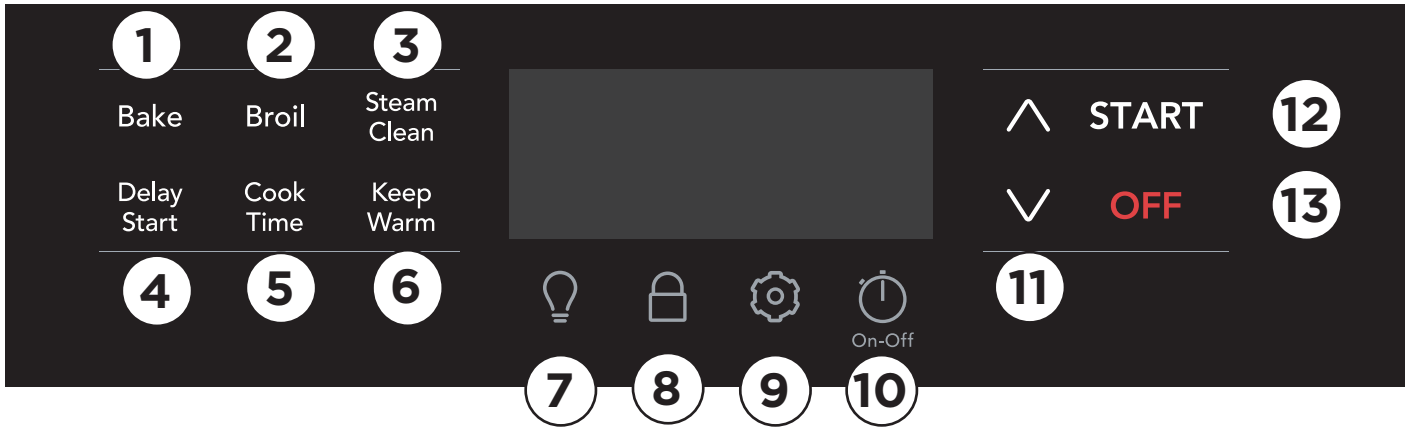 1 2 3
Bake Broil Steam
Clean
START 12
Delay Cook Keep
Start Time Warm
OFF 13
4 5 6 11
On-Off
7 8 9 10